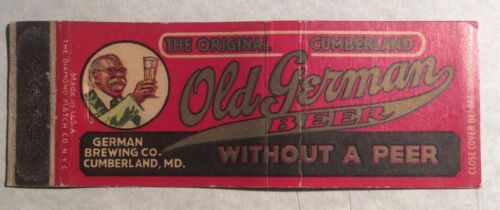 THE ORIGINAL CUMBERLAND
Old German
BEER
WITHOUT A PEER
GERMAN
BREWING CO.
CUMBERLAND, MD.
MADE IN U.S.A.
THE DIAMOND MATCH CO. N.Y.C.
CLOSE COVER BEFORE